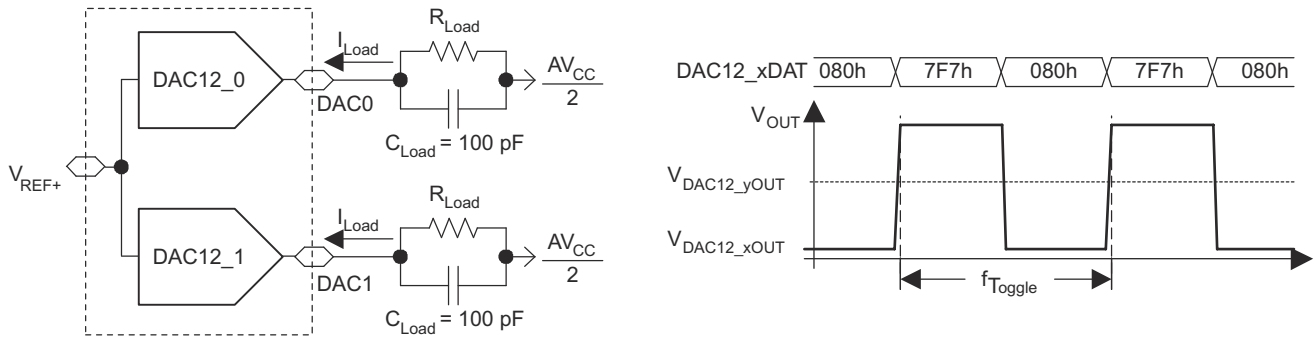 DAC12_0
I_Load
R_Load
AV_CC
2
DAC0
C_Load = 100 pF
V_REF+
DAC12_1
I_Load
R_Load
AV_CC
2
DAC1
C_Load = 100 pF
DAC12_xDAT 080h 7F7h 080h 7F7h 080h
V_OUT
V_DAC12_yOUT
V_DAC12_xOUT
f_Toggle